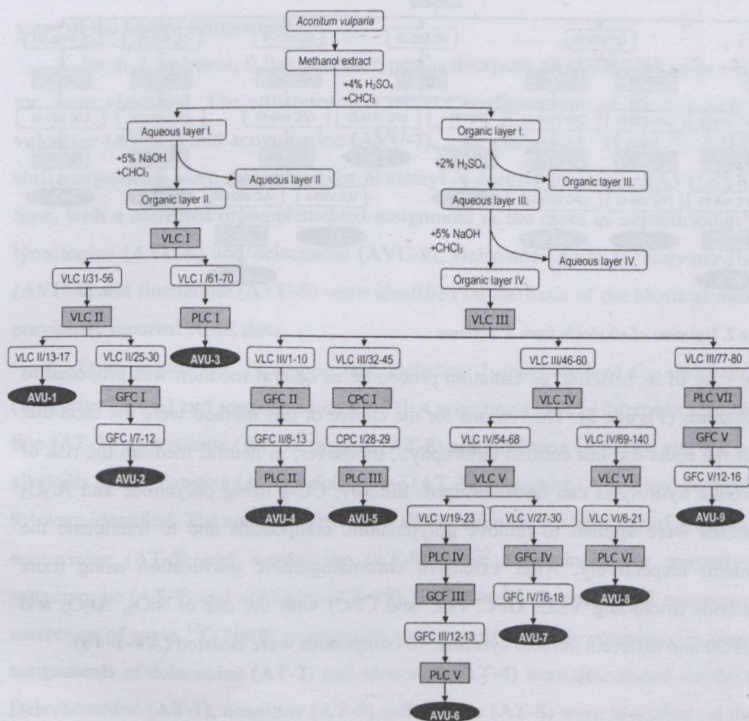 Aconitum vulparia
Methanol extract
+4% H₂SO₄
+CHCl₃
Aqueous layer I.
Organic layer I.
+5% NaOH
+CHCl₃
Aqueous layer II
+2% H₂SO₄
Organic layer III.
Organic layer II.
Aqueous layer III.
VLC I
+5% NaOH
+CHCl₃
Aqueous layer IV.
VLC I/31-56
VLC I /61-70
Organic layer IV.
VLC II
PLC I
VLC III
VLC II/13-17
VLC II/25-30
AVU-3
VLC III/1-10
VLC III/32-45
VLC III/46-60
VLC III/77-80
AVU-1
GFC I
GFC II
CPC I
VLC IV
PLC VII
GFC I/7-12
GFC II/8-13
CPC I/28-29
VLC IV/54-68
VLC IV/69-140
GFC V
AVU-2
PLC II
PLC III
VLC V
VLC VI
GFC V/12-16
AVU-4
AVU-5
VLC V/19-23
VLC V/27-30
VLC VI/6-21
AVU-9
PLC IV
GFC IV
PLC VI
GCF III
GFC IV/16-18
AVU-8
GFC III/12-13
AVU-7
PLC V
AVU-6